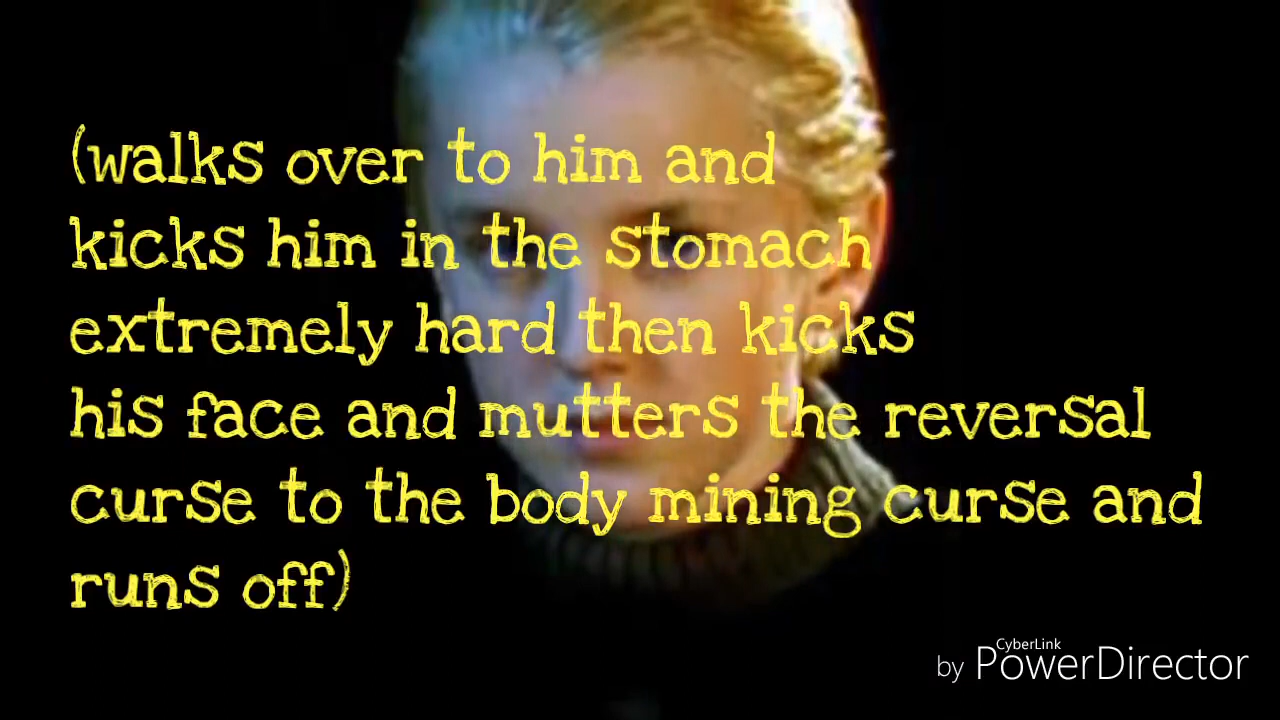 (walks over to him and
kicks him in the stomach
extremely hard then kicks
his face and mutters the reversal
curse to the body mining curse and
runs off)
CyberLink
by PowerDirector